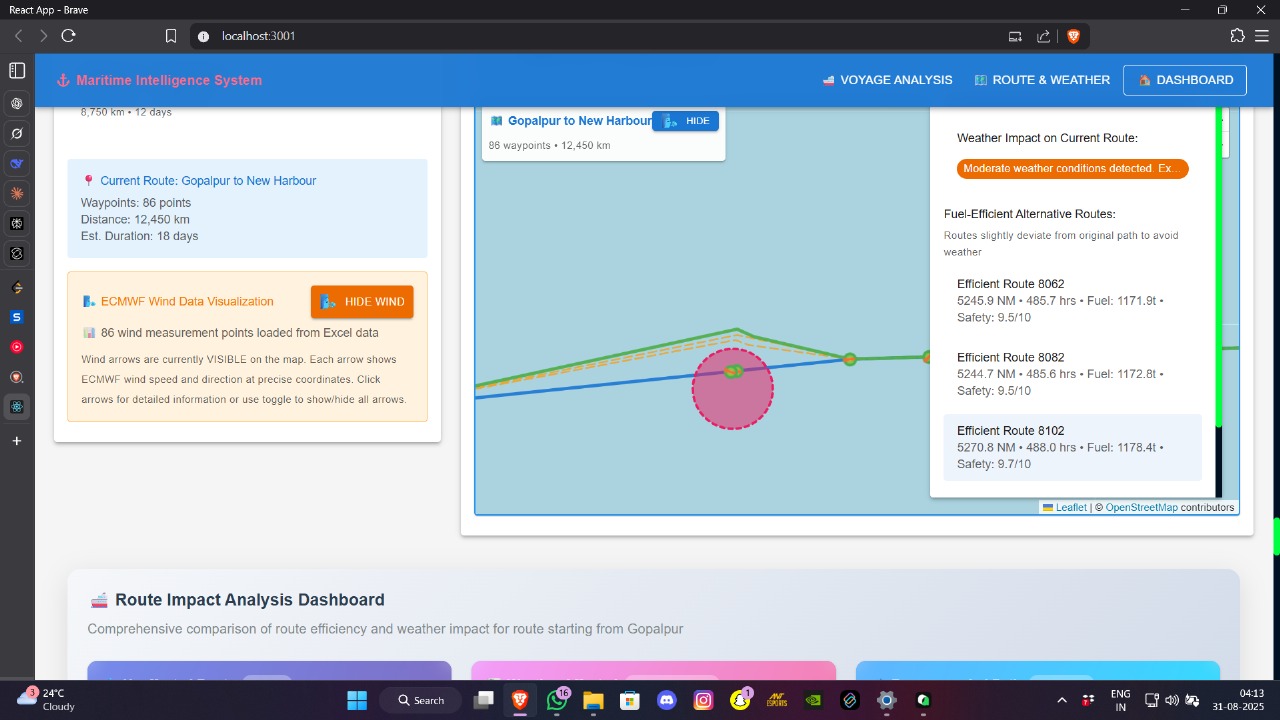 React App - Brave
localhost:3001
Maritime Intelligence System
VOYAGE ANALYSIS
ROUTE & WEATHER
DASHBOARD
8,750 km • 12 days
Current Route: Gopalpur to New Harbour
Waypoints: 86 points
Distance: 12,450 km
Est. Duration: 18 days
ECMWF Wind Data Visualization
HIDE WIND
86 wind measurement points loaded from Excel data
Wind arrows are currently VISIBLE on the map. Each arrow shows
ECMWF wind speed and direction at precise coordinates. Click
arrows for detailed information or use toggle to show/hide all arrows.
Gopalpur to New Harbour
HIDE
86 waypoints • 12,450 km
Weather Impact on Current Route:
Moderate weather conditions detected. Ex...
Fuel-Efficient Alternative Routes:
Routes slightly deviate from original path to avoid
weather
Efficient Route 8062
5245.9 NM • 485.7 hrs • Fuel: 1171.9t •
Safety: 9.5/10
Efficient Route 8082
5244.7 NM • 485.6 hrs • Fuel: 1172.8t •
Safety: 9.5/10
Efficient Route 8102
5270.8 NM • 488.0 hrs • Fuel: 1178.4t •
Safety: 9.7/10
Leaflet | © OpenStreetMap contributors
Route Impact Analysis Dashboard
Comprehensive comparison of route efficiency and weather impact for route starting from Gopalpur
3
24°C
Cloudy
Search
16
1
ANT
ESPORTS
ENG
IN
04:13
31-08-2025